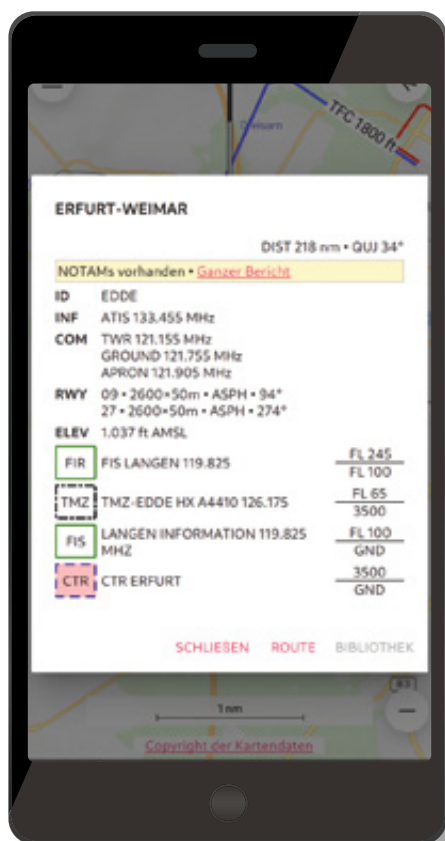 TFC 1800 ft
ERFURT-WEIMAR
DIST 218 nm • QUJ 34°
NOTAMs vorhanden • Ganzer Bericht
ID EDDE
INF ATIS 133.455 MHz
COM TWR 121.155 MHz
GROUND 121.755 MHz
APRON 121.905 MHz
RWY 09 • 2600×50m • ASPH • 94°
27 • 2600×50m • ASPH • 274°
ELEV 1.037 ft AMSL
FIR FIS LANGEN 119.825 FL 245
FL 100
TMZ TMZ-EDDE HX A4410 126.175 FL 65
3500
FIS LANGEN INFORMATION 119.825 MHZ FL 100
GND
CTR CTR ERFURT 3500
GND
SCHLIEßEN ROUTE BIBLIOTHEK
1 nm
Copyright der Kartendaten